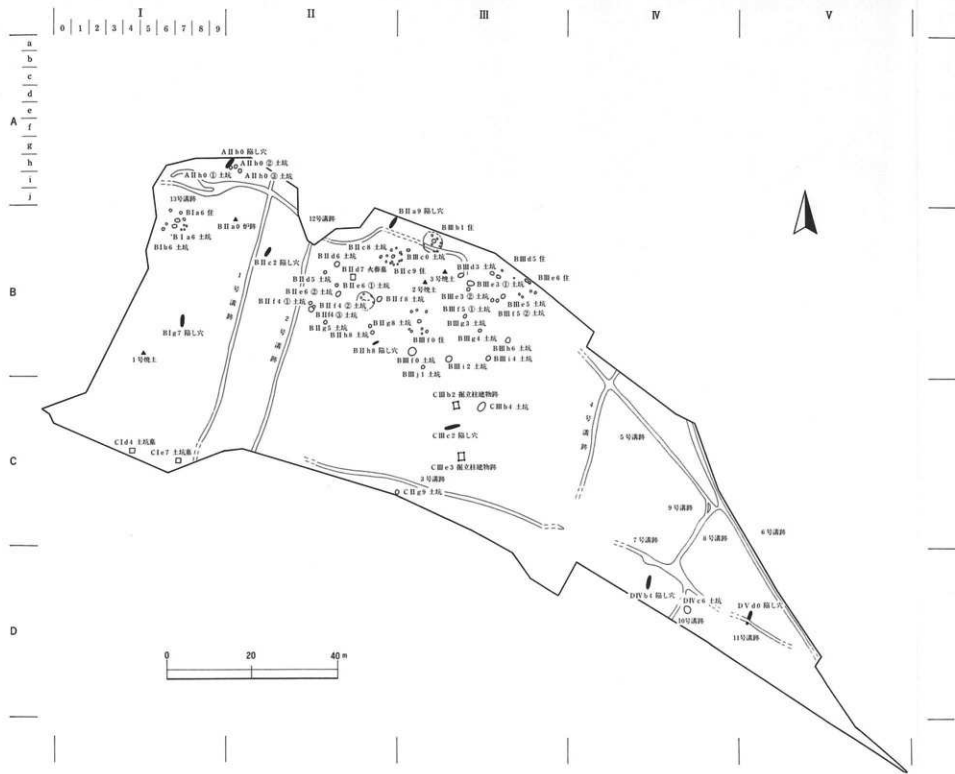 I
II
III
IV
V
0 1 2 3 4 5 6 7 8 9
a
b
c
d
e
f
g
h
i
j
A
B
C
D
AⅡh0 陥し穴
AⅡh0 ② 土坑
AⅡh0 ① 土坑
AⅡh0 ③ 土坑
13号溝跡
BⅠa6 住
BⅠa6 土坑
BⅠb6 土坑
BⅡa0 炉跡
12号溝跡
BⅡa9 陥し穴
BⅢb1 住
BⅡc2 陥し穴
BⅡc8 土坑
BⅢc0 土坑
BⅡd6 土坑
BⅡc9 住
BⅡd7 火葬墓
BⅡd5 土坑
BⅢd3 土坑
BⅢd5 住
3号焼土
2号焼土
BⅢe6 住
BⅡe6 ① 土坑
BⅡe6 ② 土坑
BⅢe3 ① 土坑
BⅢe3 ② 土坑
BⅢe5 土坑
BⅡf4 ① 土坑
BⅡf4 ② 土坑
BⅡf4 ③ 土坑
BⅡf8 土坑
BⅢf5 ① 土坑
BⅢf5 ② 土坑
BⅡg5 土坑
BⅡg8 土坑
BⅢf0 住
BⅢg3 土坑
BⅢg4 土坑
BⅡh8 土坑
BⅡh8 陥し穴
BⅢh6 土坑
BⅢf0 土坑
BⅢi2 土坑
BⅢi4 土坑
BⅢj1 土坑
BⅠg7 陥し穴
1号焼土
1号溝跡
2号溝跡
CⅢb2 掘立柱建物跡
CⅢb4 土坑
CⅢc2 陥し穴
CⅢe3 掘立柱建物跡
4号溝跡
5号溝跡
CⅠd4 土坑墓
CⅠe7 土坑墓
3号溝跡
CⅡg9 土坑
9号溝跡
6号溝跡
7号溝跡
8号溝跡
DⅣb4 陥し穴
DⅣc6 土坑
DⅤd0 陥し穴
10号溝跡
11号溝跡
0 20 40 m